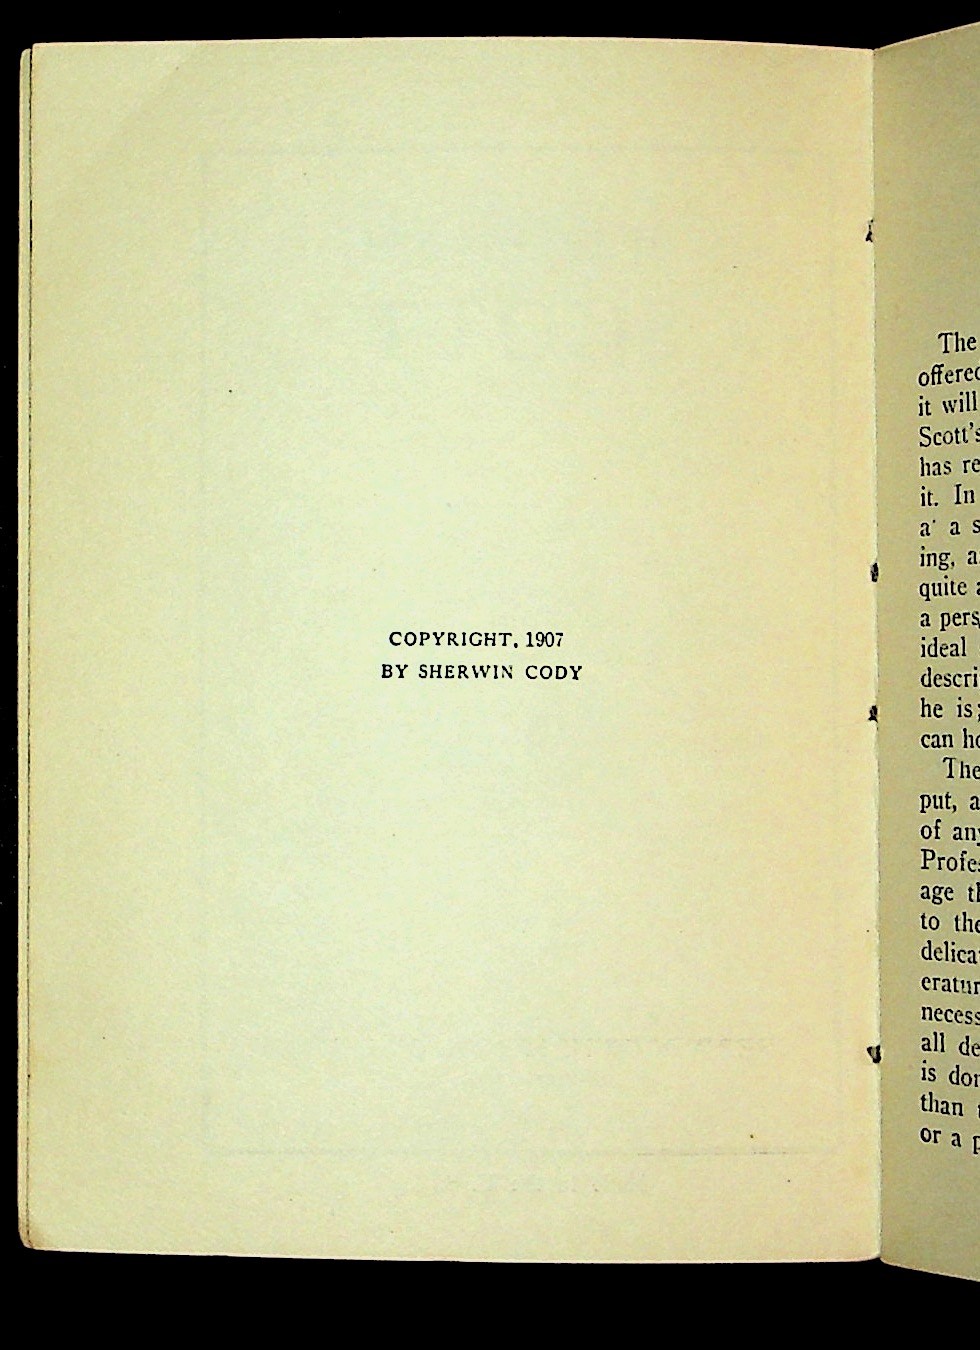 COPYRIGHT, 1907
BY SHERWIN CODY
The
offered
it will
Scott's
has re
it. In
a a s
ing, a
quite a
a pers
ideal
descri
he is;
can ho
The
put, a
of any
Profes
age th
to the
delica
eratur
necess
all de
is don
than
or a p